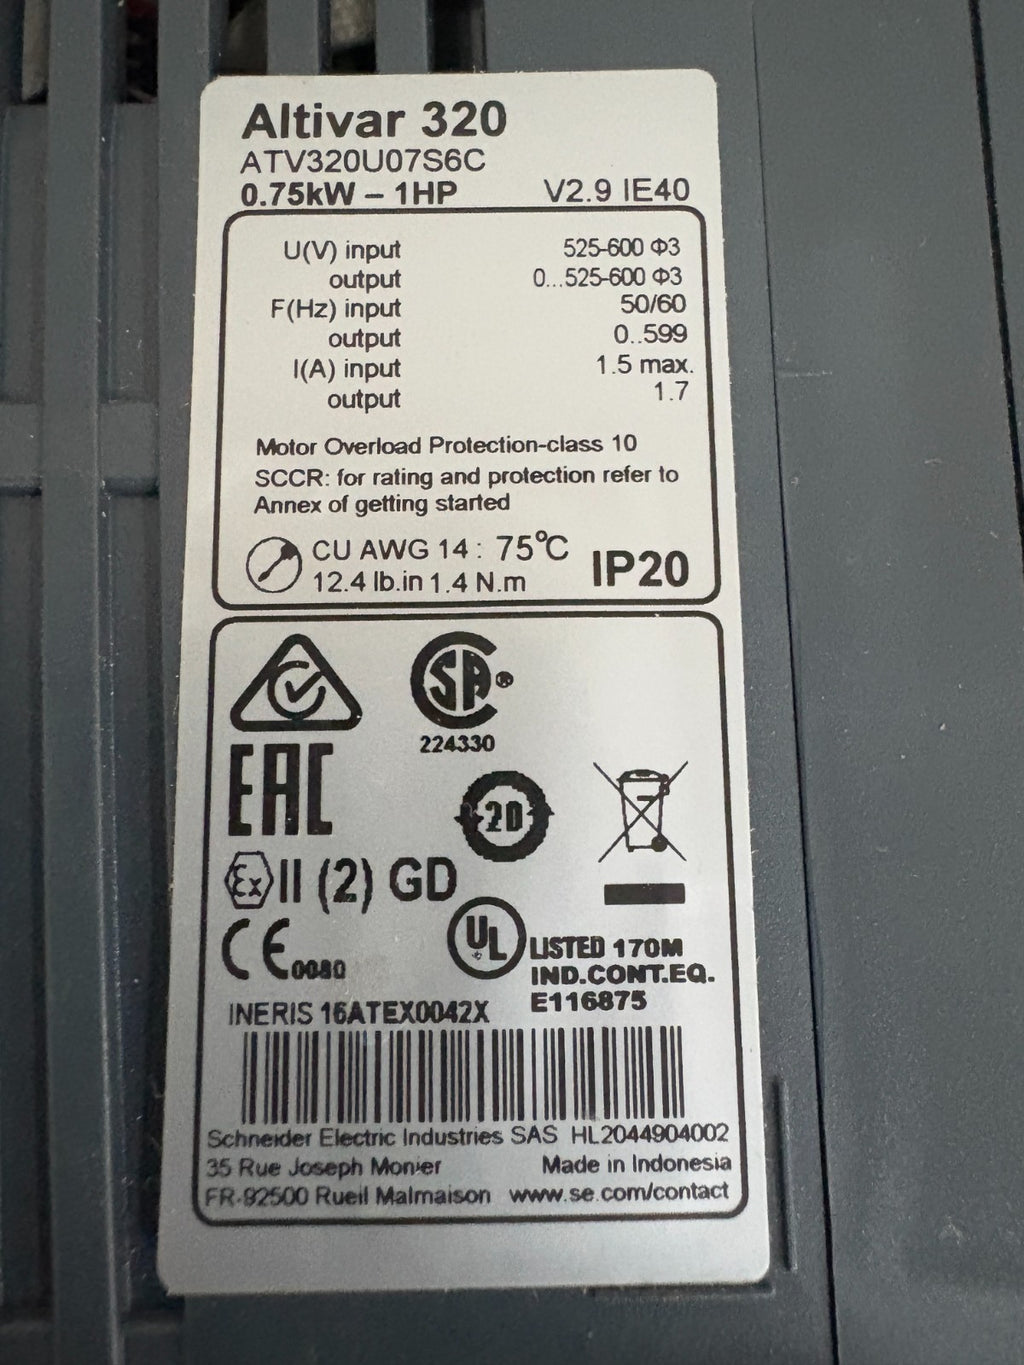 Altivar 320
ATV320U07S6C
0.75kW – 1HP V2.9 IE40
U(V) input 525-600 Φ3
output 0...525-600 Φ3
F(Hz) input 50/60
output 0..599
I(A) input 1.5 max.
output 1.7
Motor Overload Protection-class 10
SCCR: for rating and protection refer to
Annex of getting started
CU AWG 14 : 75°C
12.4 lb.in 1.4 N.m IP20
SA®
224330
EAC
20
Ex II (2) GD
CE 0080
UL LISTED 170M
IND.CONT.EQ.
E116875
INERIS 16ATEX0042X
Schneider Electric Industries SAS HL2044904002
35 Rue Joseph Monier Made in Indonesia
FR-92500 Rueil Malmaison www.se.com/contact